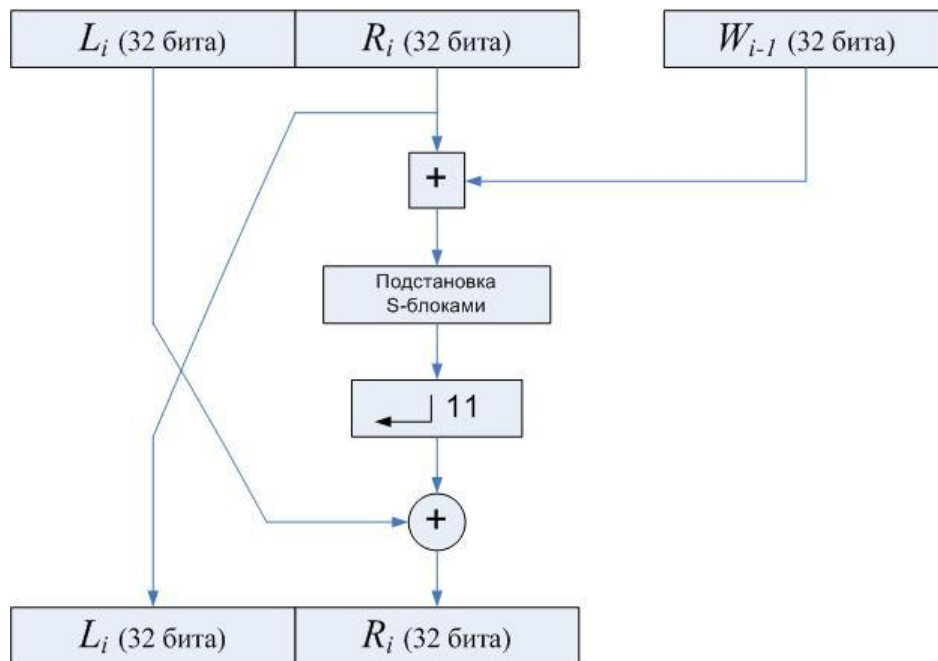 Lᵢ (32 бита)
Rᵢ (32 бита)
Wᵢ₋₁ (32 бита)
+
Подстановка
S-блоками
11
+
Lᵢ (32 бита)
Rᵢ (32 бита)